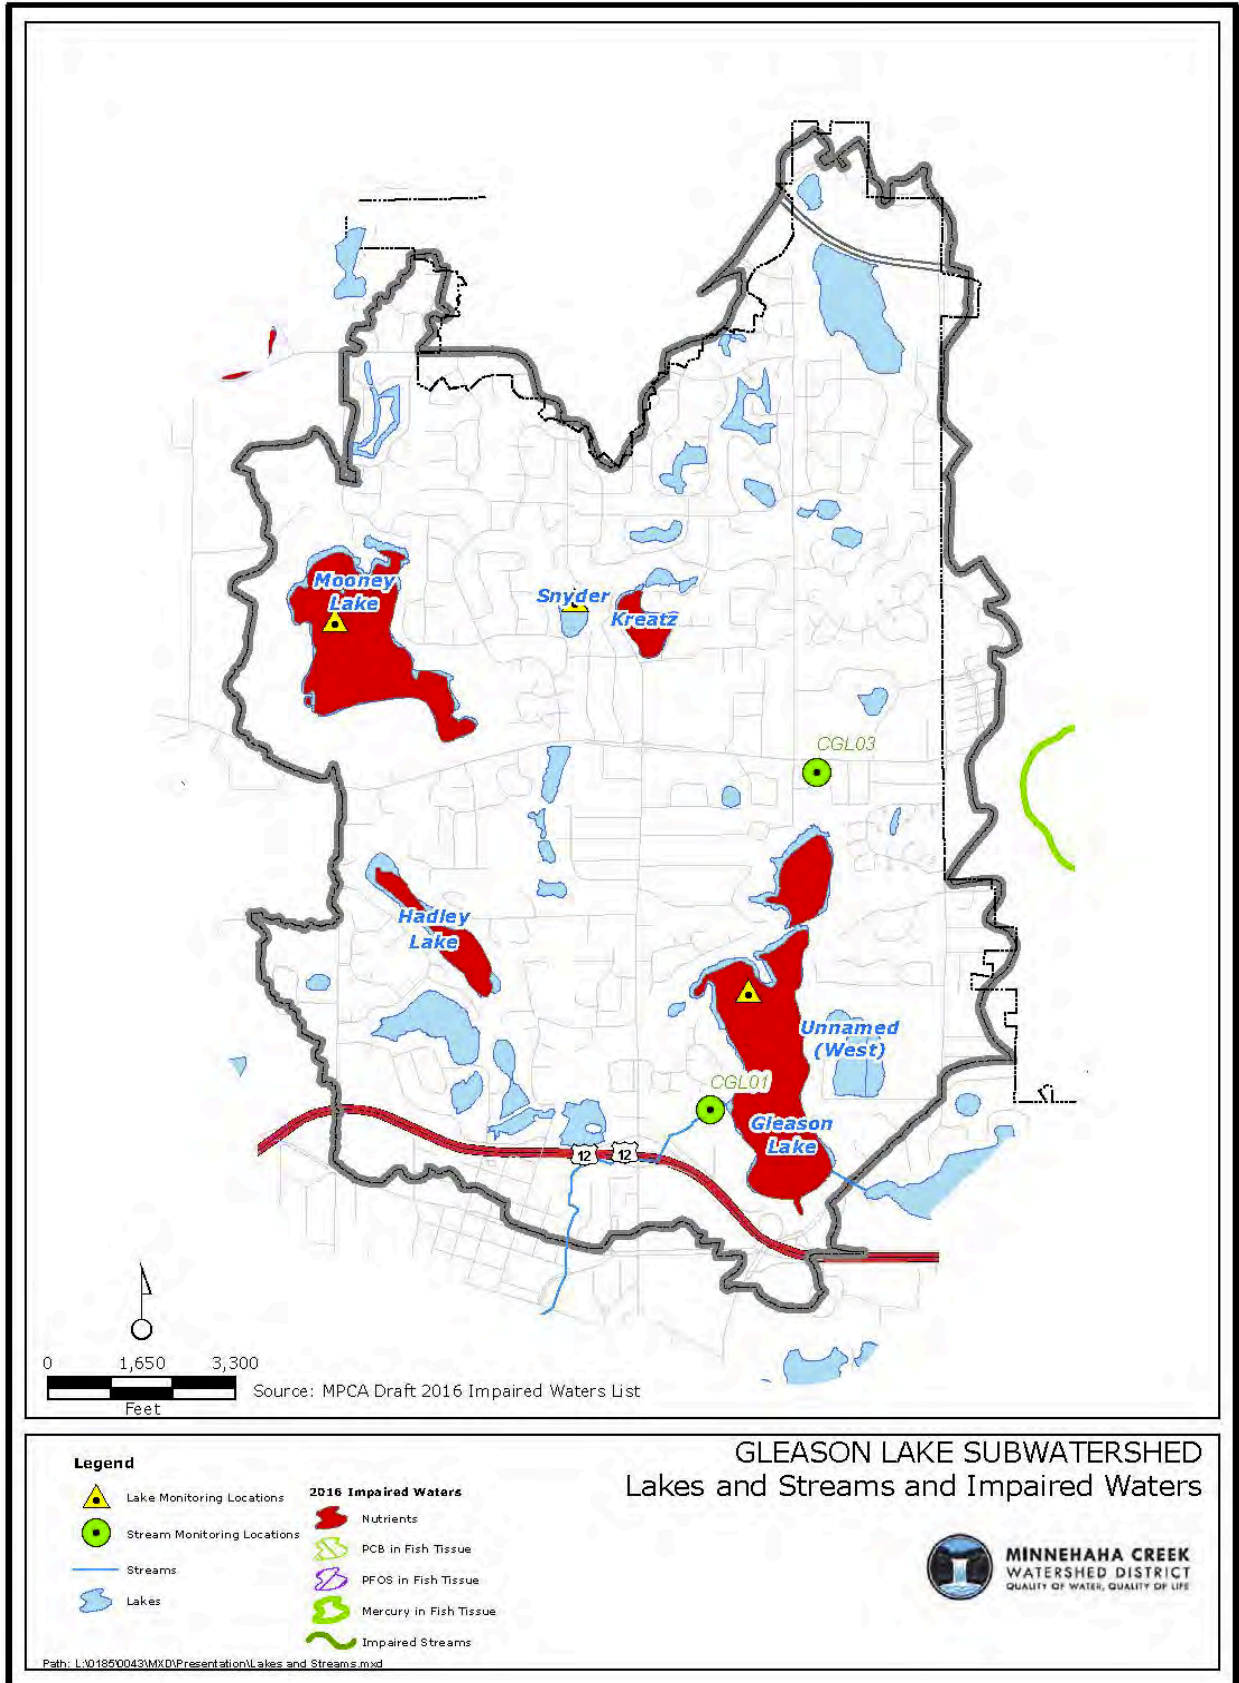 Mooney
Lake
Snyder
Kreatz
CGL03
Hadley
Lake
Unnamed
(West)
CGL01
Gleason
Lake
12
12
0 1,650 3,300
Feet
Source: MPCA Draft 2016 Impaired Waters List
GLEASON LAKE SUBWATERSHED
Lakes and Streams and Impaired Waters
Legend
Lake Monitoring Locations
Stream Monitoring Locations
Streams
Lakes
2016 Impaired Waters
Nutrients
PCB in Fish Tissue
PFOS in Fish Tissue
Mercury in Fish Tissue
Impaired Streams
MINNEHAHA CREEK
WATERSHED DISTRICT
QUALITY OF WATER, QUALITY OF LIFE
Path: L:\0185\0043\MXD\Presentation\Lakes and Streams.mxd